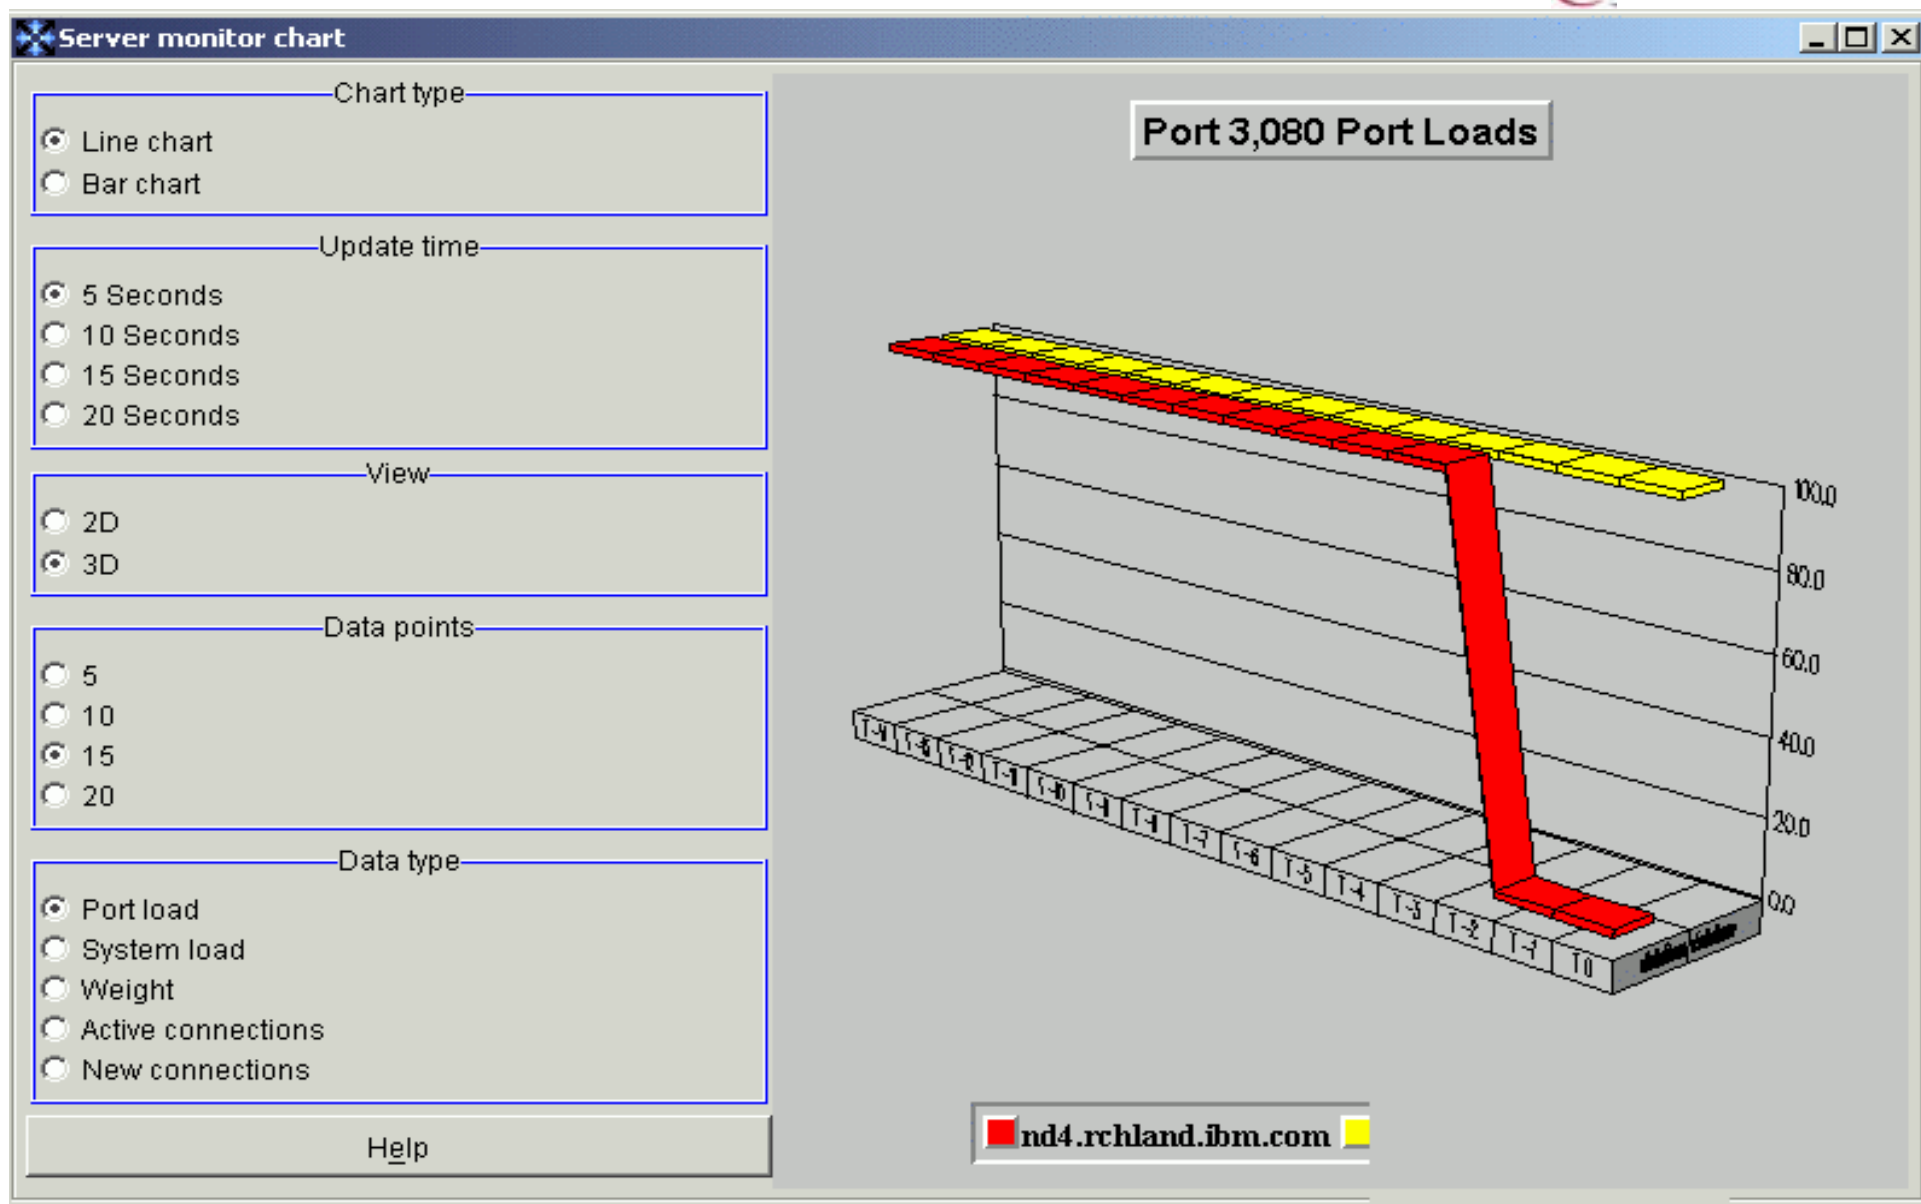 Server monitor chart
Chart type
Line chart
Bar chart
Update time
5 Seconds
10 Seconds
15 Seconds
20 Seconds
View
2D
3D
Data points
5
10
15
20
Data type
Port load
System load
Weight
Active connections
New connections
Help
Port 3,080 Port Loads
100.0
80.0
60.0
40.0
20.0
0.0
T-11 T-8 T-7 T-5 T-4 T-3 T-2 T-1 T0
nd4.rchland.ibm.com